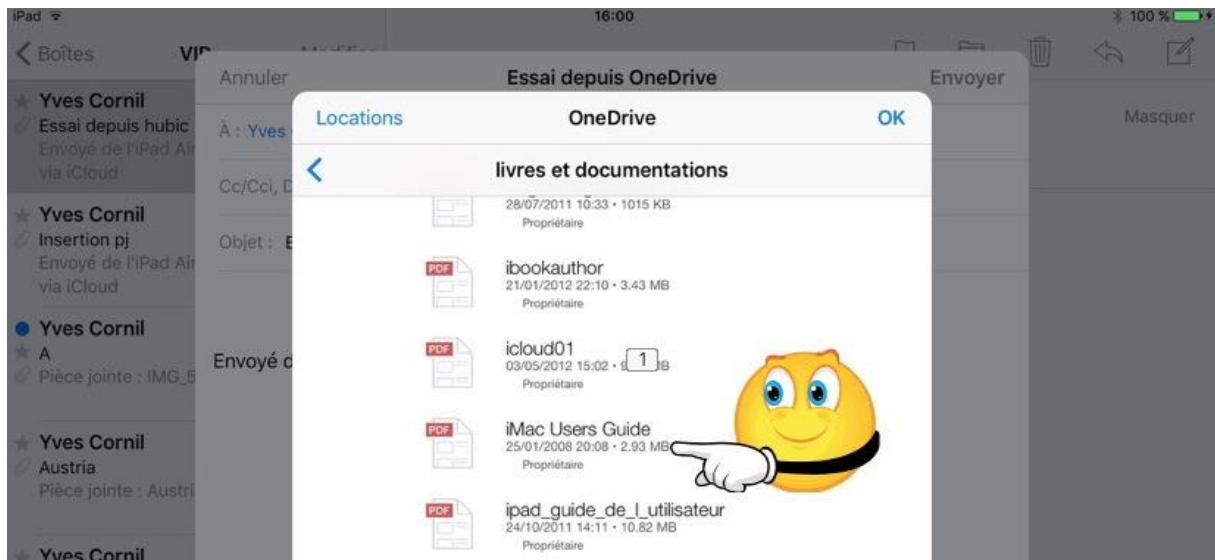 iPad 16:00 100 %
Boîtes VIP Modifier
Annuler Essai depuis OneDrive Envoyer
Locations OneDrive OK
livres et documentations
À : Yves
Cc/Cci,
Objet :
Envoyé
Masquer
Yves Cornil
Essai depuis hubic
Envoyé de l'iPad Air
via iCloud
Yves Cornil
Insertion pj
Envoyé de l'iPad Air
via iCloud
Yves Cornil
A
Pièce jointe : IMG_5
Yves Cornil
Austria
Pièce jointe : Austri
Yves Cornil
28/07/2011 10:33 • 1015 KB
Propriétaire
PDF ibookauthor
21/01/2012 22:10 • 3.43 MB
Propriétaire
PDF icloud01
03/05/2012 15:02 •
1
Propriétaire
PDF iMac Users Guide
25/01/2008 20:08 • 2.93 MB
Propriétaire
PDF ipad_guide_de_l_utilisateur
24/10/2011 14:11 • 10.82 MB
Propriétaire